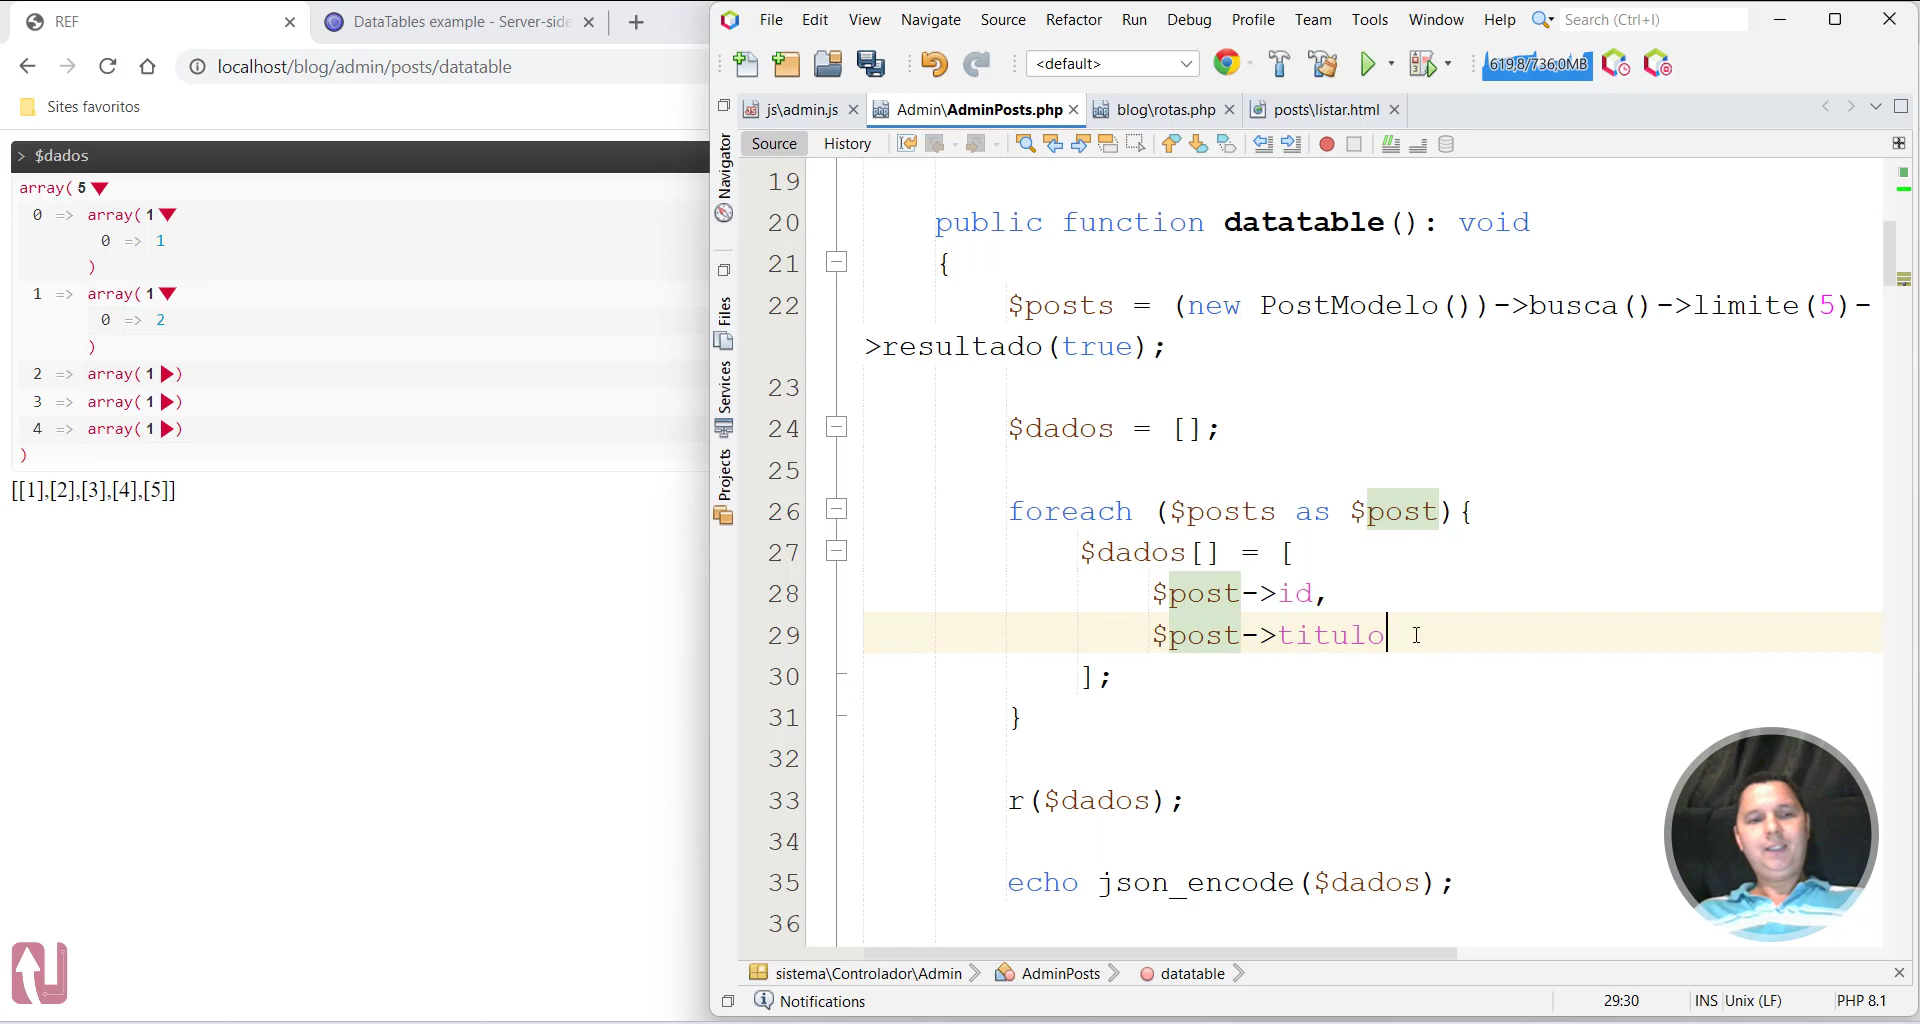 REF
DataTables example - Server-side
localhost/blog/admin/posts/datatable
Sites favoritos
> $dados
array( 5
0 => array( 1
0 => 1
)
1 => array( 1
0 => 2
)
2 => array( 1 )
3 => array( 1 )
4 => array( 1 )
)
[[1],[2],[3],[4],[5]]
File Edit View Navigate Source Refactor Run Debug Profile Team Tools Window Help Search (Ctrl+I)
<default> 619,8/736,0MB
js\admin.js Admin\AdminPosts.php blog\rotas.php posts\listar.html
Source History
Navigator
Files
Services
Projects
19
20 public function datatable(): void
21 {
22 $posts = (new PostModelo())->busca()->limite(5)-
>resultado(true);
23
24 $dados = [];
25
26 foreach ($posts as $post){
27 $dados[] = [
28 $post->id,
29 $post->titulo
30 ];
31 }
32
33 r($dados);
34
35 echo json_encode($dados);
36
sistema\Controlador\Admin AdminPosts datatable
Notifications
29:30 INS Unix (LF) PHP 8.1